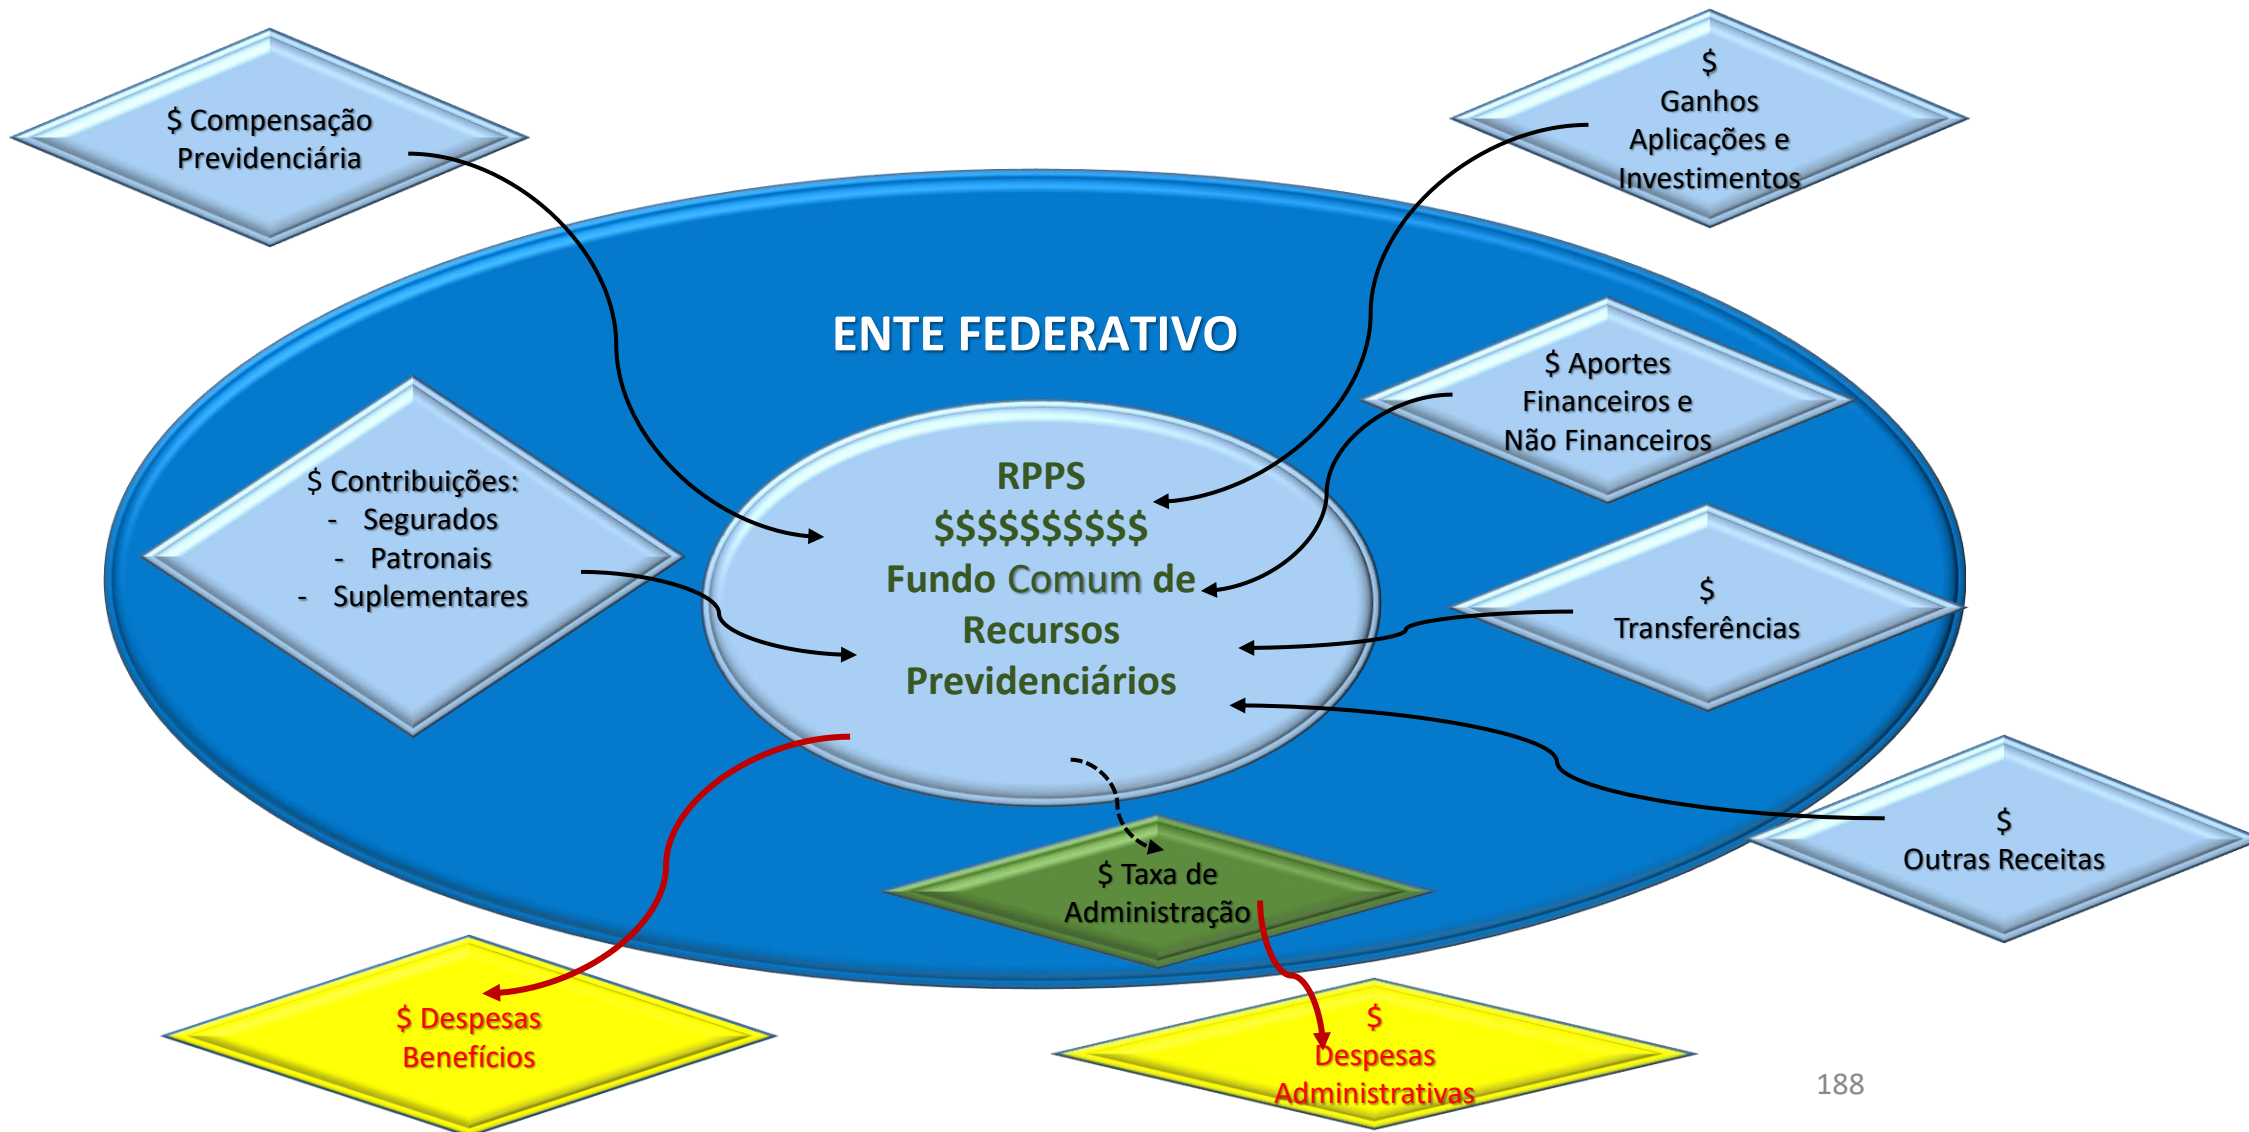 $ Compensação
Previdenciária
$
Ganhos
Aplicações e
Investimentos
ENTE FEDERATIVO
$ Aportes
Financeiros e
Não Financeiros
$ Contribuições:
- Segurados
- Patronais
- Suplementares
RPPS
$$$$$$$$$$
Fundo Comum de
Recursos
Previdenciários
$
Transferências
$
Outras Receitas
$ Taxa de
Administração
$ Despesas
Benefícios
$
Despesas
Administrativas
188